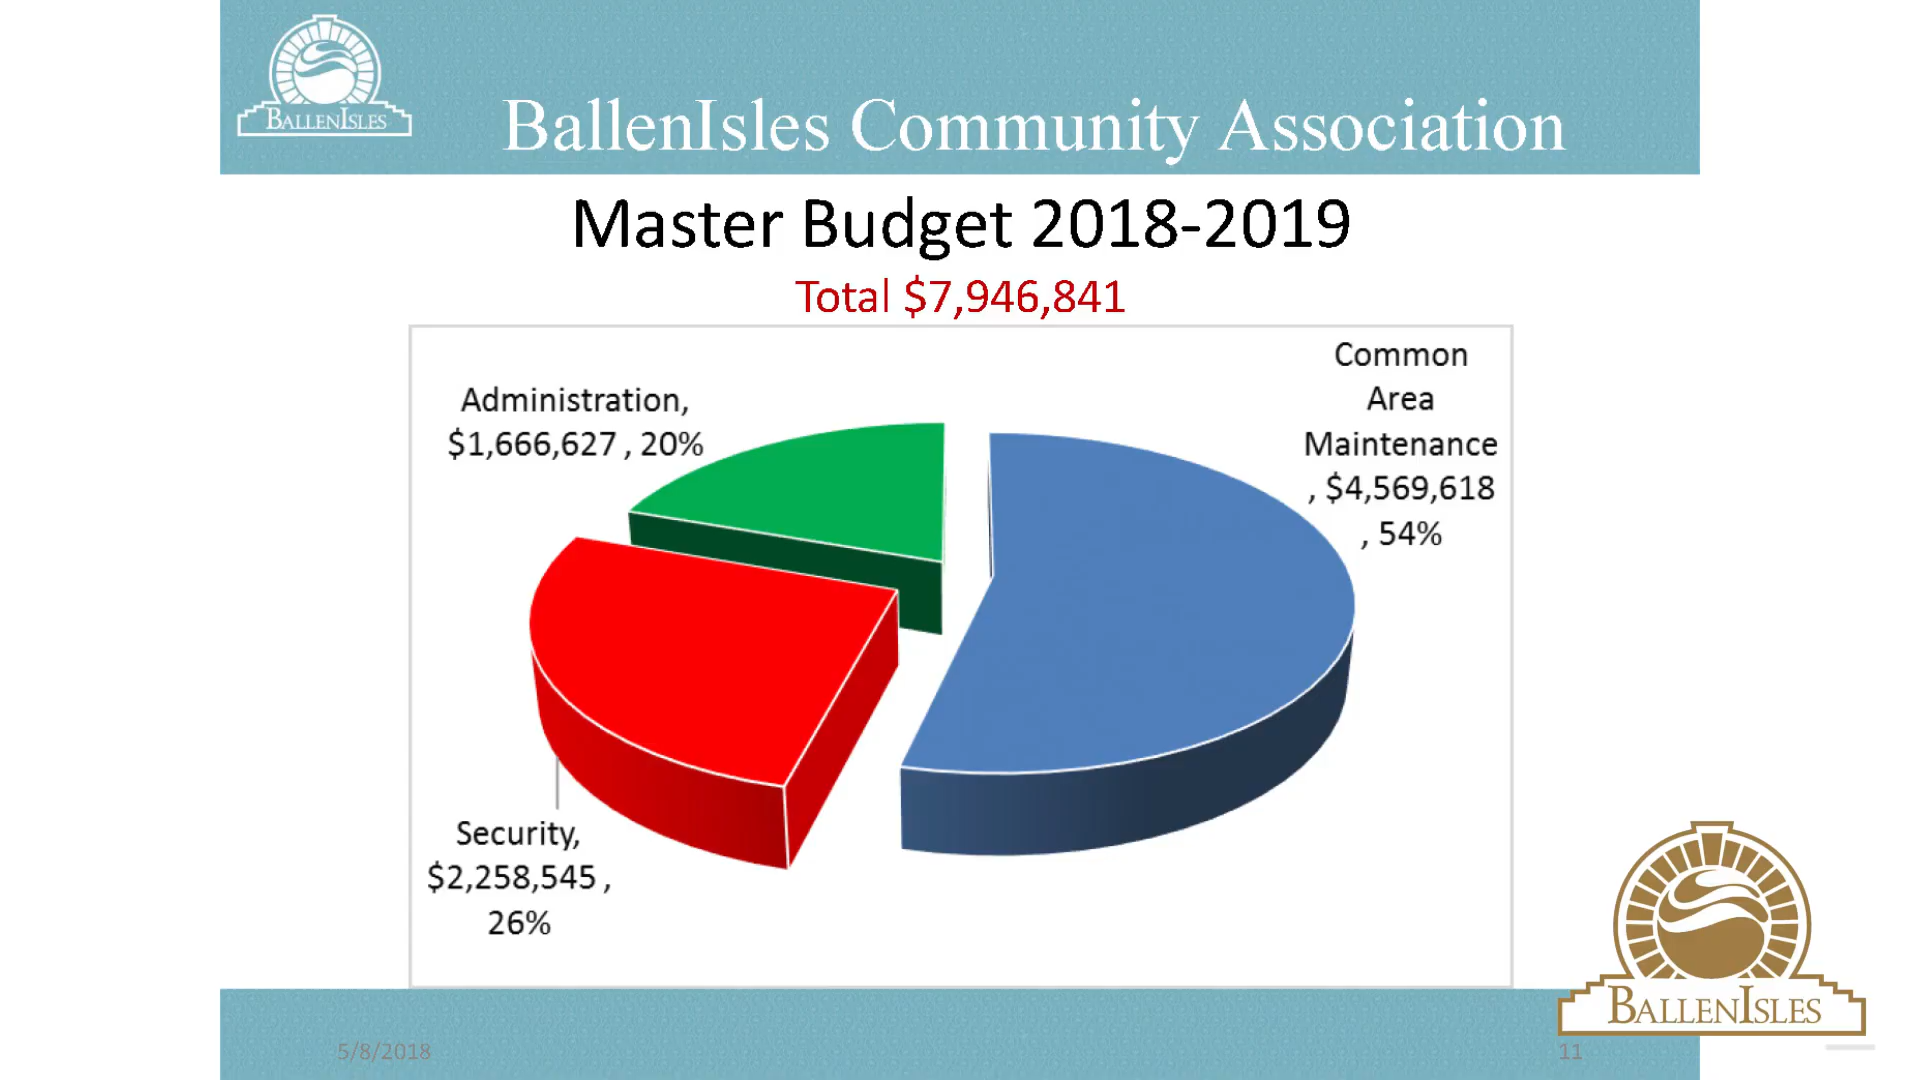 BALLENISLES
BallenIsles Community Association
Master Budget 2018-2019
Total $7,946,841
Common
Area
Maintenance
, $4,569,618
, 54%
Administration,
$1,666,627 , 20%
Security,
$2,258,545 ,
26%
BALLENISLES
5/8/2018
11